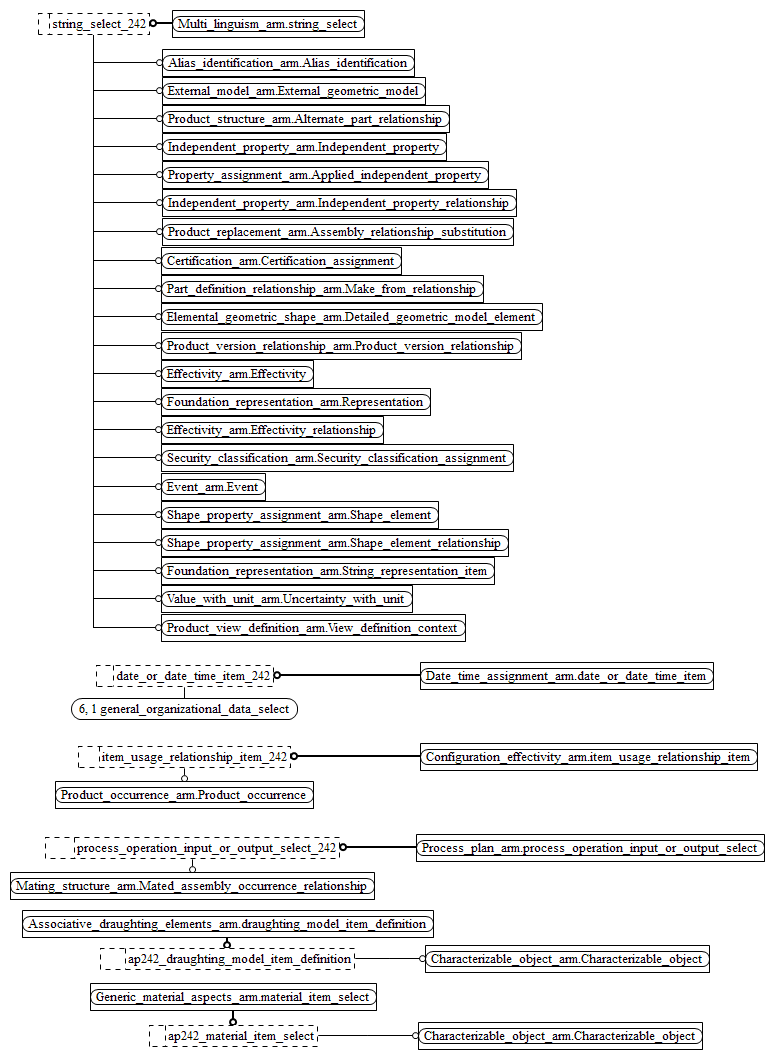 string_select_242
Multi_linguism_arm.string_select
Alias_identification_arm.Alias_identification
External_model_arm.External_geometric_model
Product_structure_arm.Alternate_part_relationship
Independent_property_arm.Independent_property
Property_assignment_arm.Applied_independent_property
Independent_property_arm.Independent_property_relationship
Product_replacement_arm.Assembly_relationship_substitution
Certification_arm.Certification_assignment
Part_definition_relationship_arm.Make_from_relationship
Elemental_geometric_shape_arm.Detailed_geometric_model_element
Product_version_relationship_arm.Product_version_relationship
Effectivity_arm.Effectivity
Foundation_representation_arm.Representation
Effectivity_arm.Effectivity_relationship
Security_classification_arm.Security_classification_assignment
Event_arm.Event
Shape_property_assignment_arm.Shape_element
Shape_property_assignment_arm.Shape_element_relationship
Foundation_representation_arm.String_representation_item
Value_with_unit_arm.Uncertainty_with_unit
Product_view_definition_arm.View_definition_context
date_or_date_time_item_242
Date_time_assignment_arm.date_or_date_time_item
6, 1 general_organizational_data_select
item_usage_relationship_item_242
Configuration_effectivity_arm.item_usage_relationship_item
Product_occurrence_arm.Product_occurrence
process_operation_input_or_output_select_242
Process_plan_arm.process_operation_input_or_output_select
Mating_structure_arm.Mated_assembly_occurrence_relationship
Associative_draughting_elements_arm.draughting_model_item_definition
ap242_draughting_model_item_definition
Characterizable_object_arm.Characterizable_object
Generic_material_aspects_arm.material_item_select
ap242_material_item_select
Characterizable_object_arm.Characterizable_object